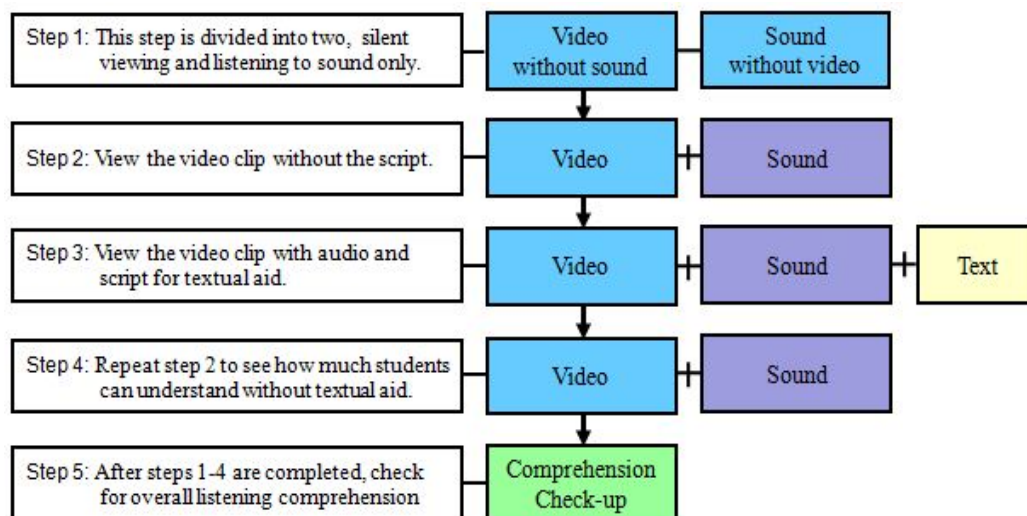 Step 1: This step is divided into two, silent
viewing and listening to sound only.
Video
without sound
Sound
without video
Step 2: View the video clip without the script.
Video
+
Sound
Step 3: View the video clip with audio and
script for textual aid.
Video
+
Sound
+
Text
Step 4: Repeat step 2 to see how much students
can understand without textual aid.
Video
+
Sound
Step 5: After steps 1-4 are completed, check
for overall listening comprehension
Comprehension
Check-up